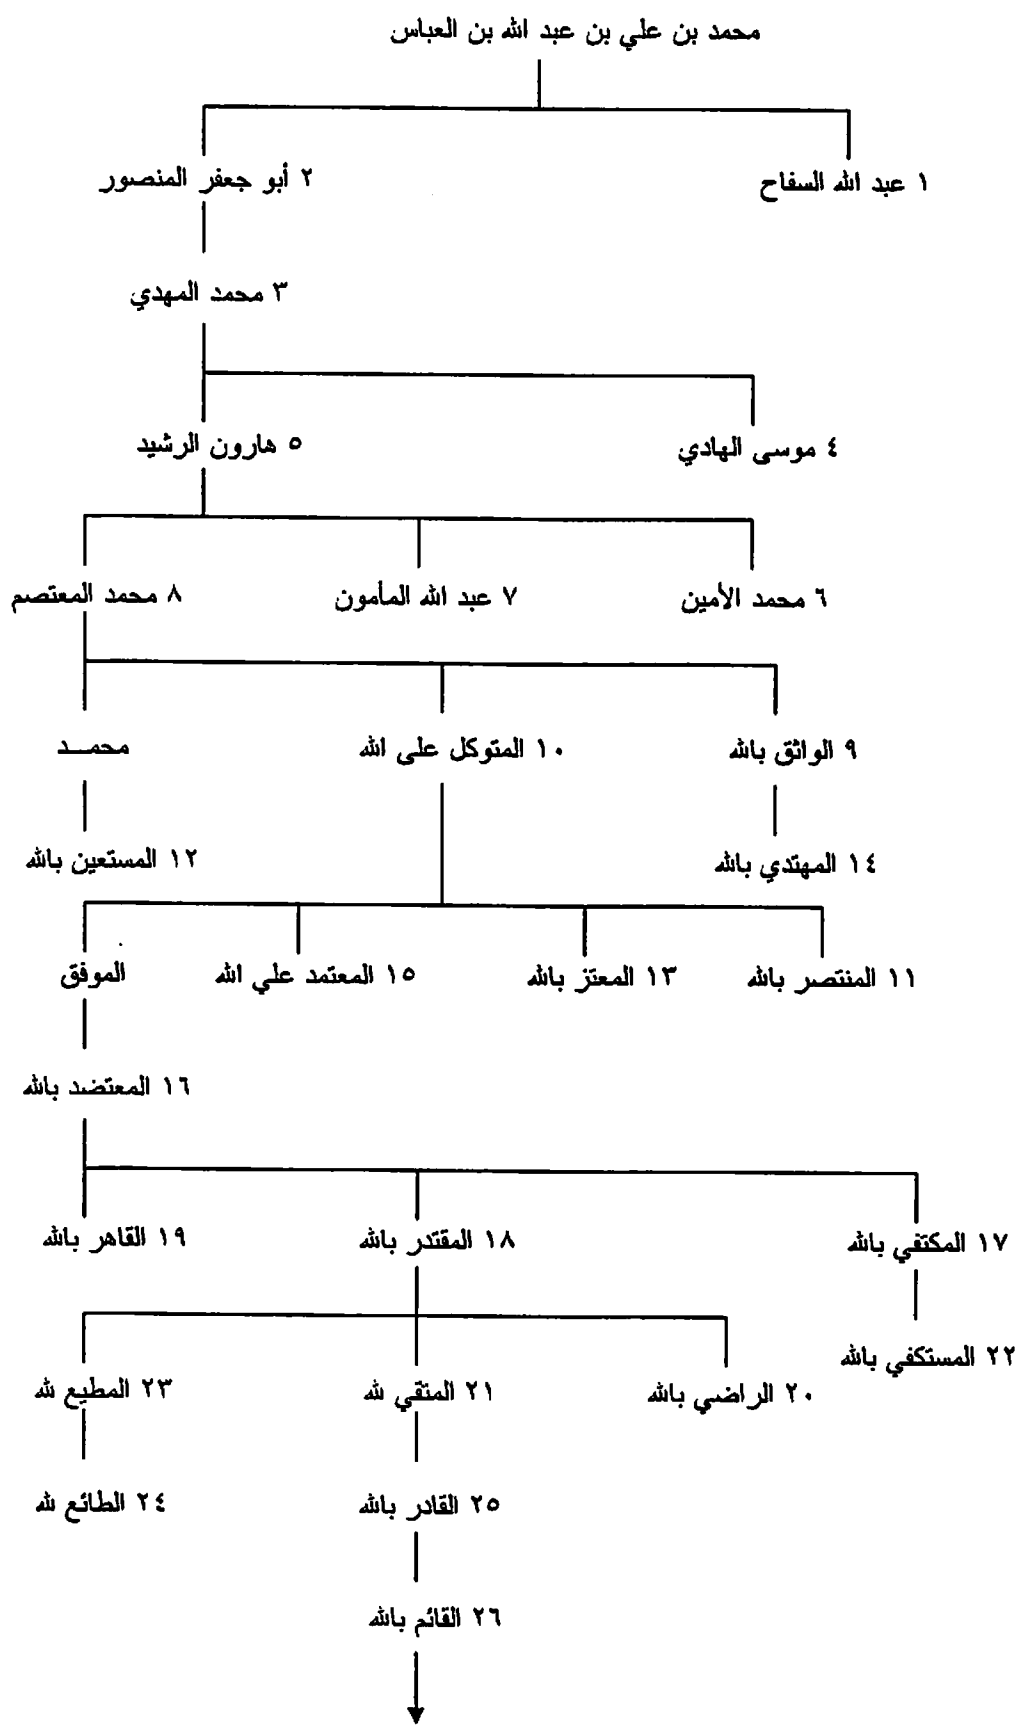 محمد بن علي بن عبد الله بن العباس
١ عبد الله السفاح
٢ أبو جعفر المنصور
٣ محمد المهدي
٤ موسى الهادي
٥ هارون الرشيد
٦ محمد الأمين
٧ عبد الله المأمون
٨ محمد المعتصم
٩ الواثق بالله
١٠ المتوكل على الله
محمــد
١٤ المهتدي بالله
١٢ المستعين بالله
١١ المنتصر بالله
١٣ المعتز بالله
١٥ المعتمد علي الله
الموفق
١٦ المعتضد بالله
١٧ المكتفي بالله
١٨ المقتدر بالله
١٩ القاهر بالله
٢٢ المستكفي بالله
٢٠ الراضي بالله
٢١ المتقي لله
٢٣ المطيع لله
٢٥ القادر بالله
٢٤ الطائع لله
٢٦ القائم بالله